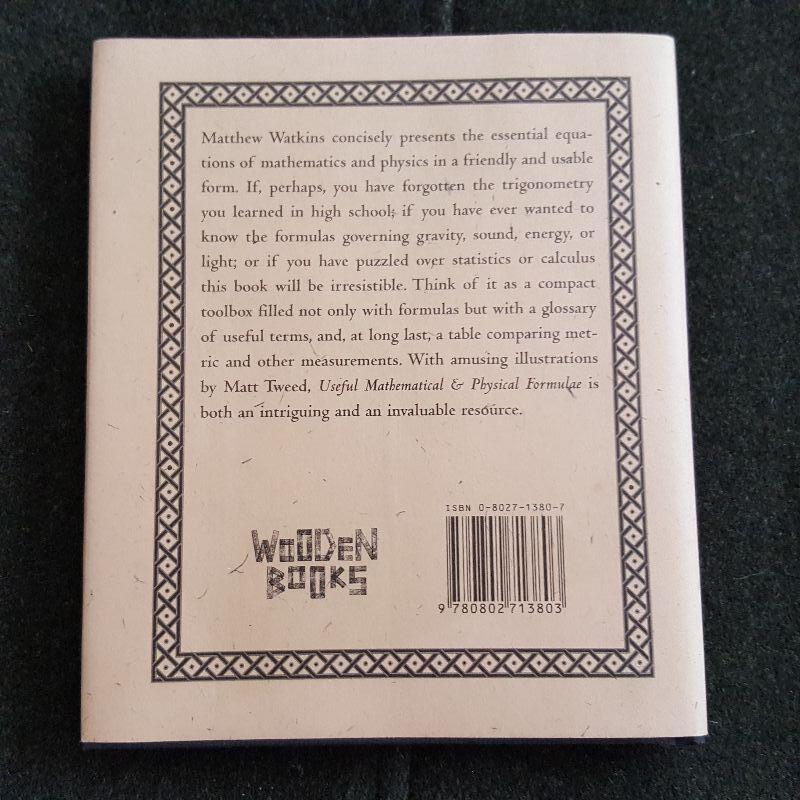 Matthew Watkins concisely presents the essential equa-
tions of mathematics and physics in a friendly and usable
form. If, perhaps, you have forgotten the trigonometry
you learned in high school; if you have ever wanted to
know the formulas governing gravity, sound, energy, or
light; or if you have puzzled over statistics or calculus
this book will be irresistible. Think of it as a compact
toolbox filled not only with formulas but with a glossary
of useful terms, and, at long last, a table comparing met-
ric and other measurements. With amusing illustrations
by Matt Tweed, Useful Mathematical & Physical Formulae is
both an intriguing and an invaluable resource.
WOODEN
BOOKS
ISBN 0-8027-1380-7
9 780802 713803